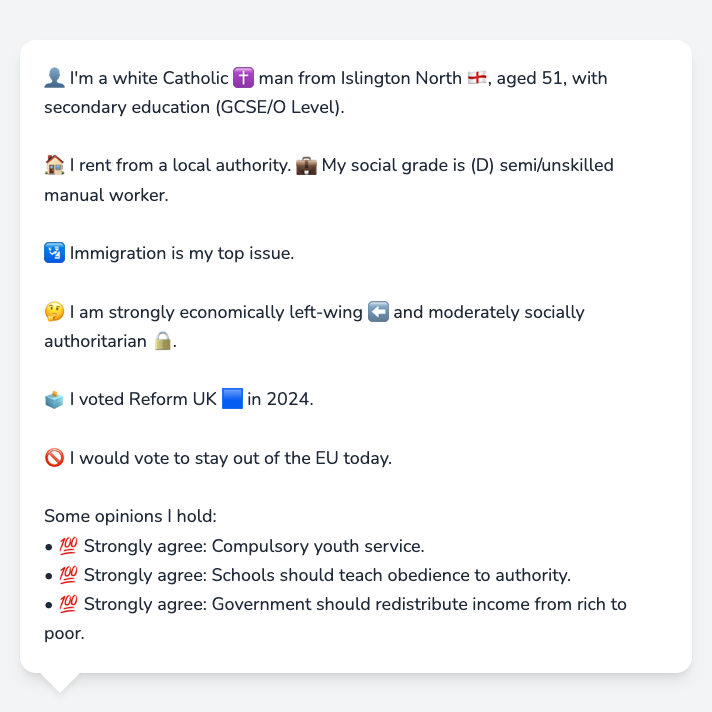 👤 I'm a white Catholic ✝️ man from Islington North 🏴󠁧󠁢󠁥󠁮󠁧󠁿, aged 51, with
secondary education (GCSE/O Level).
🏠 I rent from a local authority. 💼 My social grade is (D) semi/unskilled
manual worker.
🛂 Immigration is my top issue.
🤔 I am strongly economically left-wing ⬅️ and moderately socially
authoritarian 🔒.
🗳️ I voted Reform UK 🟦 in 2024.
🚫 I would vote to stay out of the EU today.
Some opinions I hold:
• 💯 Strongly agree: Compulsory youth service.
• 💯 Strongly agree: Schools should teach obedience to authority.
• 💯 Strongly agree: Government should redistribute income from rich to
poor.